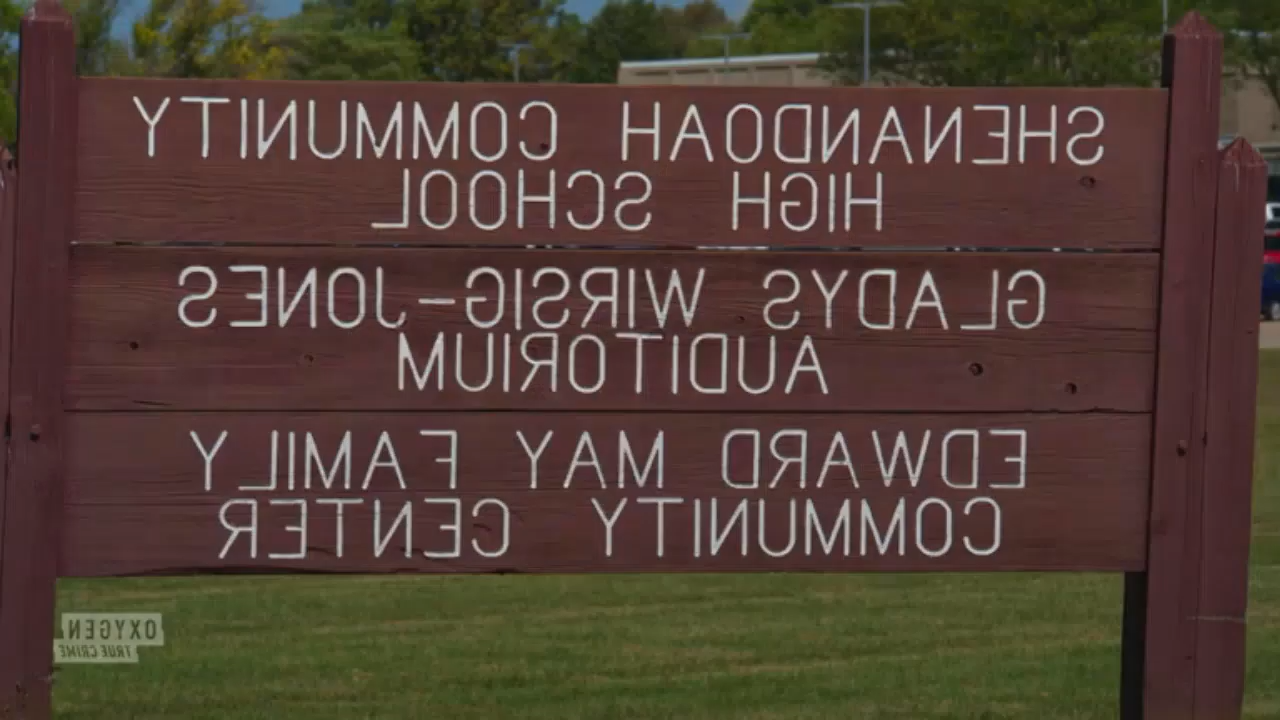 SHENANDOAH COMMUNITY
HIGH SCHOOL
GLADYS WIRSIG-JONES
AUDITORIUM
EDWARD MAY FAMILY
COMMUNITY CENTER
OXYGEN
TRUE CRIME